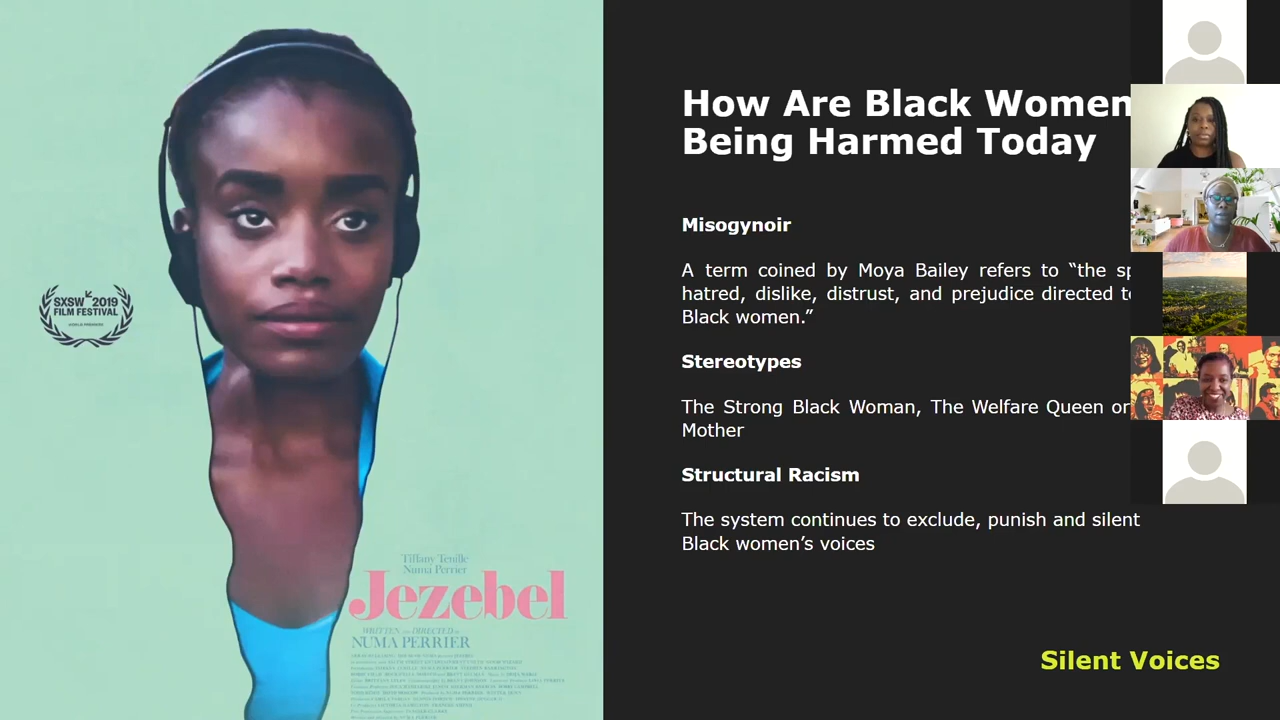 SXSW 2019
FILM FESTIVAL
WORLD PREMIERE
Tiffany Tenille
Numa Perrier
Jezebel
WRITTEN and DIRECTED by
NUMA PERRIER
How Are Black Women
Being Harmed Today
Misogynoir
A term coined by Moya Bailey refers to “the sp
hatred, dislike, distrust, and prejudice directed t
Black women.”
Stereotypes
The Strong Black Woman, The Welfare Queen or
Mother
Structural Racism
The system continues to exclude, punish and silent
Black women’s voices
Silent Voices